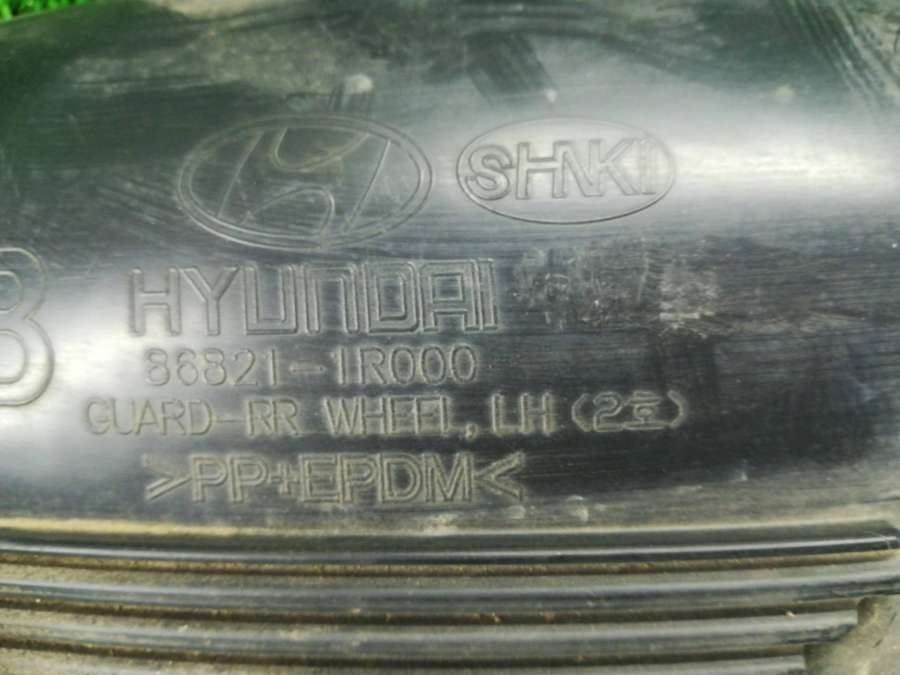 SHNKI
B
HYUNDAI
86821-1R000
GUARD-RR WHEEL, LH (2호)
>PP+EPDM<